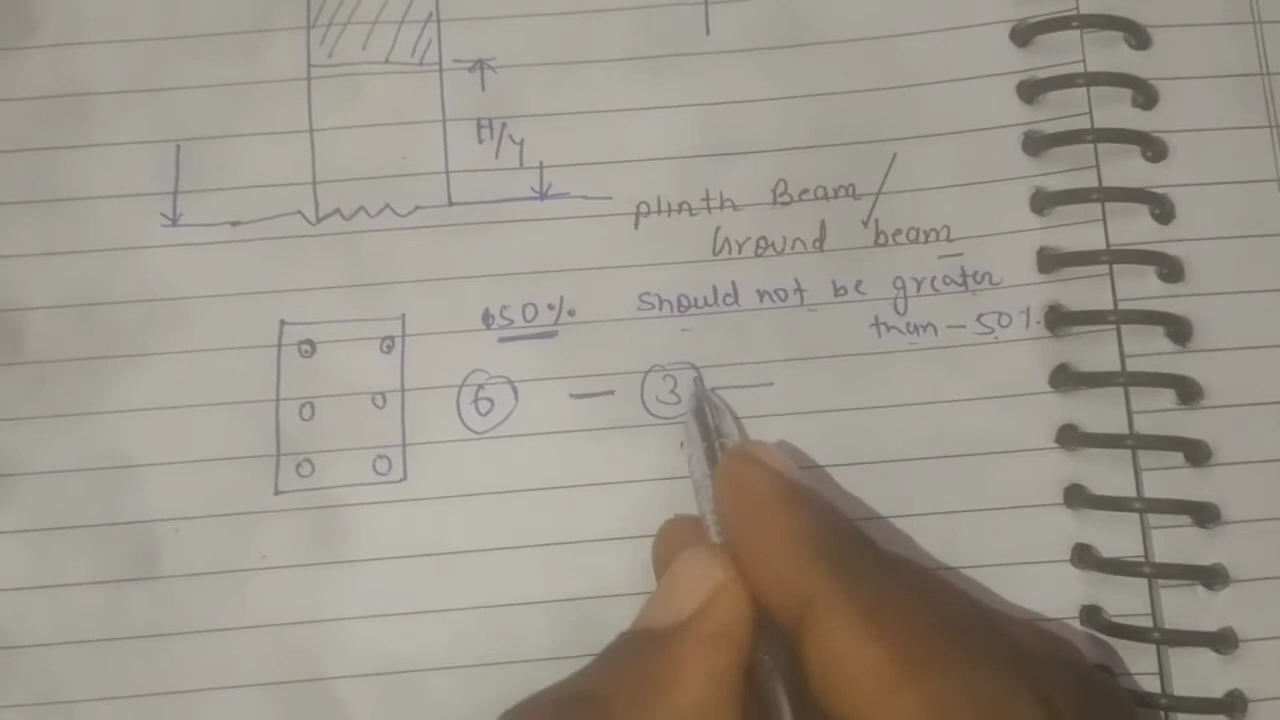 H/4
plinth Beam/
Ground beam
50% should not be greater
than - 50%.
6 - 3 -